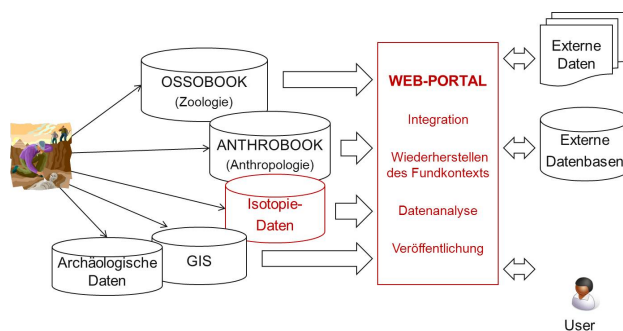 OSSOBOOK
(Zoologie)
ANTHROBOOK
(Anthropologie)
Isotopie-
Daten
GIS
Archäologische
Daten
WEB-PORTAL
Integration
Wiederherstellen
des Fundkontexts
Datenanalyse
Veröffentlichung
Externe
Daten
Externe
Datenbasen
User